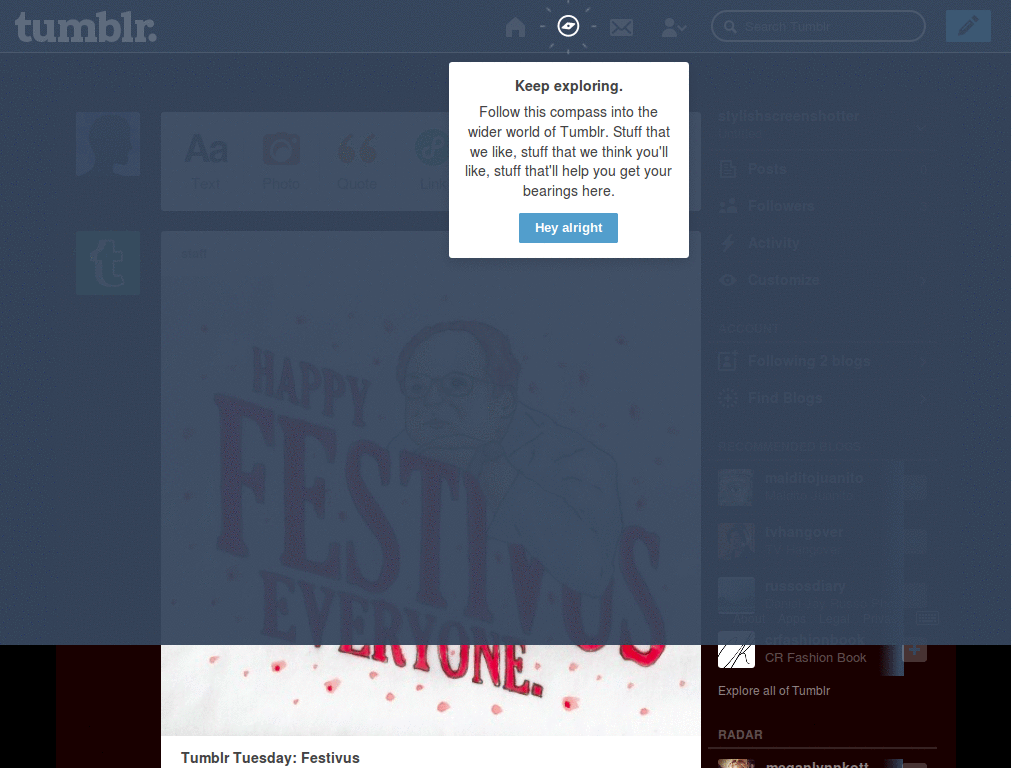 tumblr.
Search Tumblr
Keep exploring.
Follow this compass into the
wider world of Tumblr. Stuff that
we like, stuff that we think you'll
like, stuff that'll help you get your
bearings here.
Hey alright
stylishscreenshotter
Untitled
Aa
Text
Photo
Quote
Link
Posts
Followers
Activity
Customize
staff
ACCOUNT
Following 2 blogs
Find Blogs
RECOMMENDED BLOGS
malditojuanito
tvhangover
TV Hangover
russosdiary
About
Legal
crfashionbook
CR Fashion Book
Explore all of Tumblr
RADAR
HAPPY
FESTIVUS
EVERYONE.
Tumblr Tuesday: Festivus